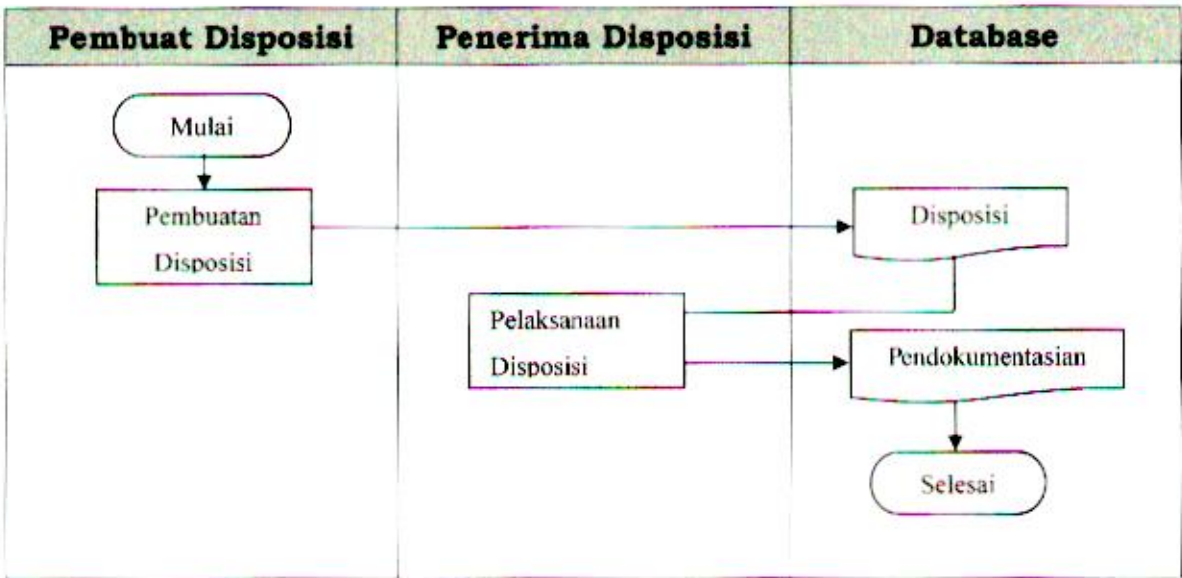 Pembuat Disposisi
Penerima Disposisi
Database
Mulai
Pembuatan
Disposisi
Disposisi
Pelaksanaan
Disposisi
Pendokumentasian
Selesai